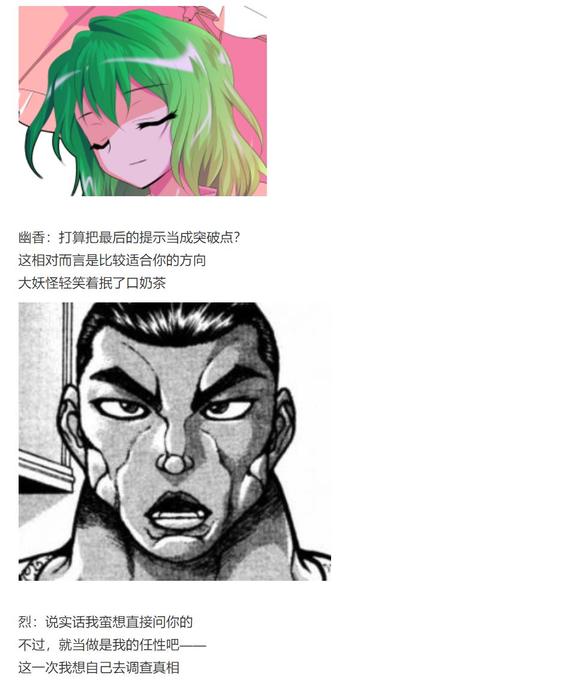 幽香：打算把最后的提示当成突破点？
这相对而言是比较适合你的方向
大妖怪轻笑着抿了口奶茶
烈：说实话我蛮想直接问你的
不过，就当做是我的任性吧——
这一次我想自己去调查真相